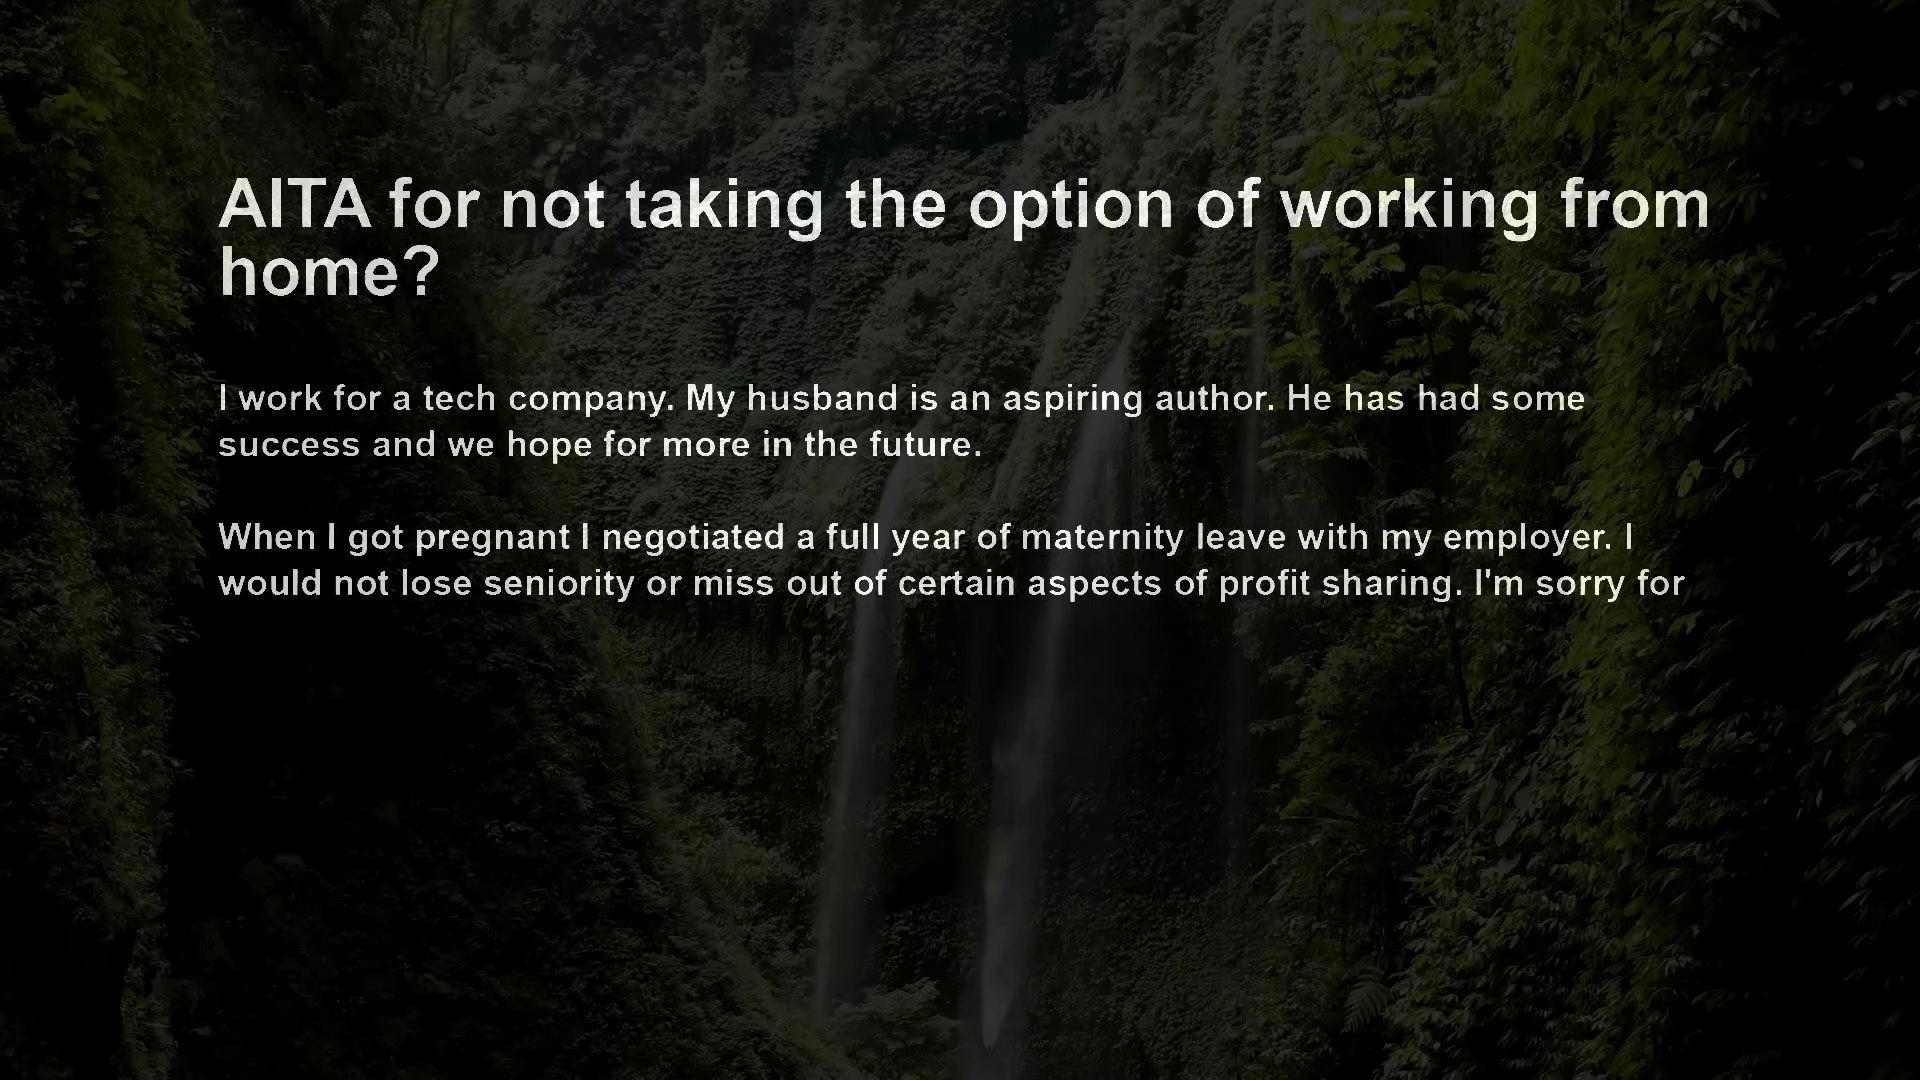 AITA for not taking the option of working from
home?
I work for a tech company. My husband is an aspiring author. He has had some
success and we hope for more in the future.
When I got pregnant I negotiated a full year of maternity leave with my employer. I
would not lose seniority or miss out of certain aspects of profit sharing. I'm sorry for